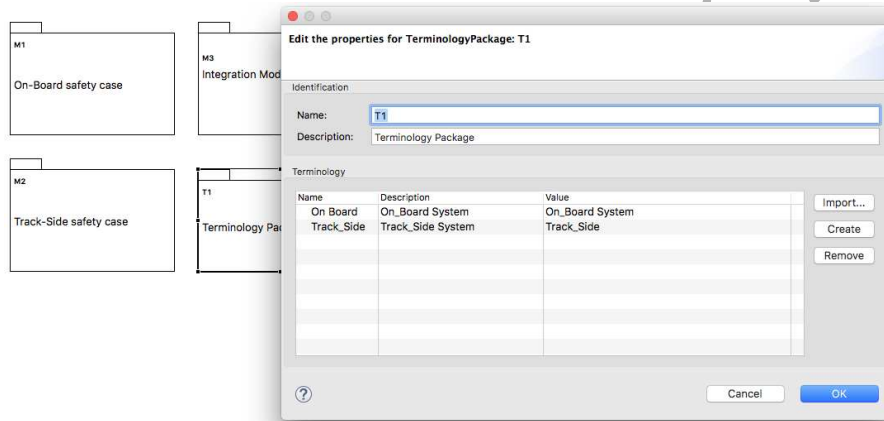 M1
On-Board safety case
M3
Integration Mod
M2
Track-Side safety case
T1
Terminology Pac
Edit the properties for TerminologyPackage: T1
Identification
Name: T1
Description: Terminology Package
Terminology
Name Description Value
On Board On_Board System On_Board System
Track_Side Track_Side System Track_Side
Import...
Create
Remove
?
Cancel OK